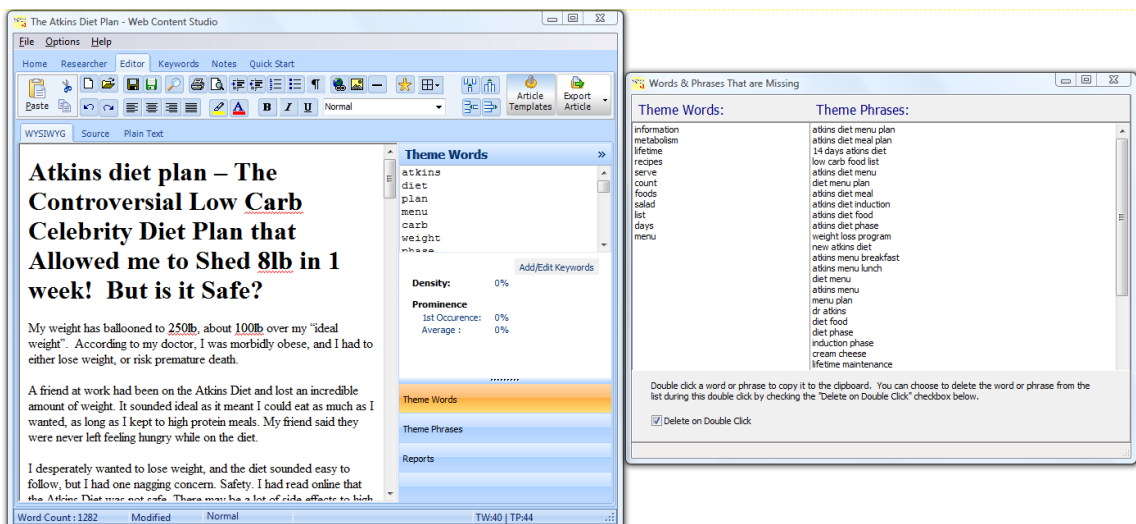 The Atkins Diet Plan - Web Content Studio
File Options Help
Home Researcher Editor Keywords Notes Quick Start
Paste
Normal
Article Templates
Export Article
WYSIWYG Source Plain Text
Atkins diet plan – The
Controversial Low Carb
Celebrity Diet Plan that
Allowed me to Shed 8lb in 1
week! But is it Safe?
My weight has ballooned to 250lb, about 100lb over my “ideal
weight”. According to my doctor, I was morbidly obese, and I had to
either lose weight, or risk premature death.
A friend at work had been on the Atkins Diet and lost an incredible
amount of weight. It sounded ideal as it meant I could eat as much as I
wanted, as long as I kept to high protein meals. My friend said they
were never left feeling hungry while on the diet.
I desperately wanted to lose weight, and the diet sounded easy to
follow, but I had one nagging concern. Safety. I had read online that
the Atkins Diet was not safe. There may be a lot of side effects to high
Theme Words
atkins
diet
plan
menu
carb
weight
phase
Add/Edit Keywords
Density: 0%
Prominence
1st Occurence: 0%
Average : 0%
Theme Words
Theme Phrases
Reports
Word Count : 1282 Modified Normal TW:40 | TP:44
Words & Phrases That are Missing
Theme Words: Theme Phrases:
information
metabolism
lifetime
recipes
serve
count
foods
salad
list
days
menu
atkins diet menu plan
atkins diet meal plan
14 days atkins diet
low carb food list
atkins diet menu
diet menu plan
atkins diet meal
atkins diet induction
atkins diet food
atkins diet phase
weight loss program
new atkins diet
atkins menu breakfast
atkins menu lunch
diet menu
atkins menu
menu plan
dr atkins
diet food
diet phase
induction phase
cream cheese
lifetime maintenance
Double click a word or phrase to copy it to the clipboard. You can choose to delete the word or phrase from the
list during this double click by checking the "Delete on Double Click" checkbox below.
Delete on Double Click